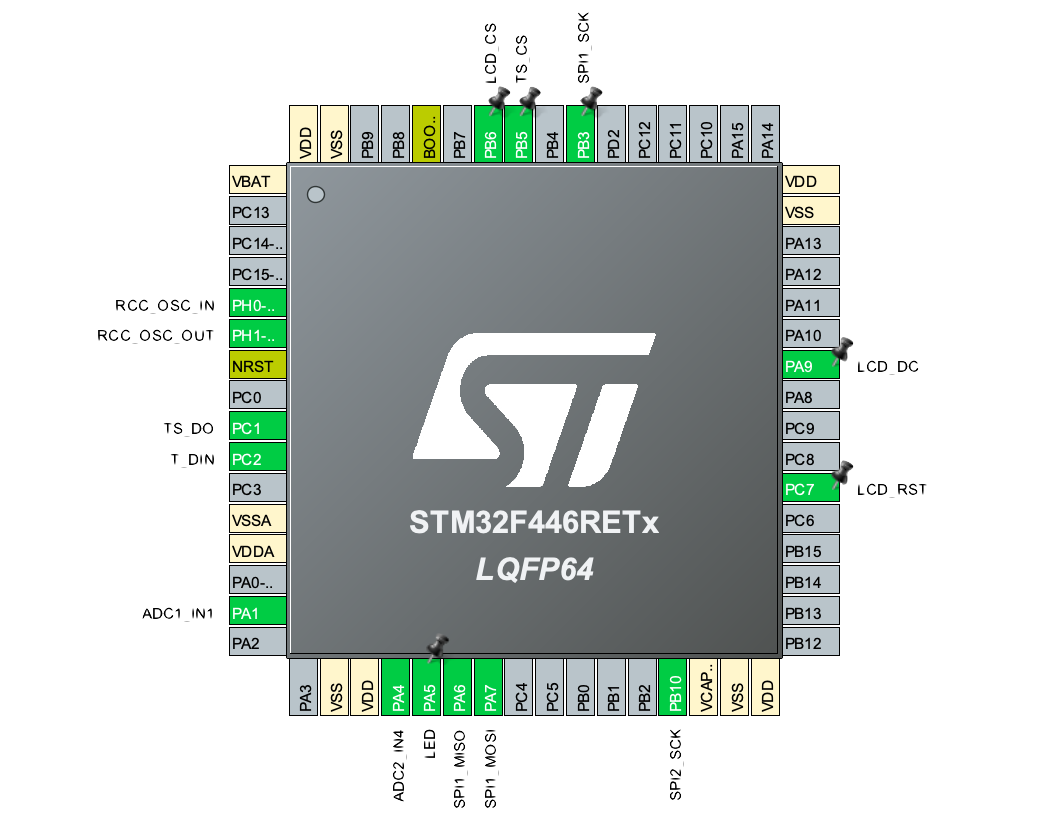 LCD_CS
TS_CS
SPI1_SCK
VDD
VSS
PB9
PB8
BOO..
PB7
PB6
PB5
PB4
PB3
PD2
PC12
PC11
PC10
PA15
PA14
VBAT
PC13
PC14-..
PC15-..
RCC_OSC_IN PH0-..
RCC_OSC_OUT PH1-..
NRST
PC0
TS_DO PC1
T_DIN PC2
PC3
VSSA
VDDA
PA0-..
ADC1_IN1 PA1
PA2
ST
STM32F446RETx
LQFP64
VDD
VSS
PA13
PA12
PA11
PA10
PA9 LCD_DC
PA8
PC9
PC8
PC7 LCD_RST
PC6
PB15
PB14
PB13
PB12
PA3
VSS
VDD
PA4
PA5
PA6
PA7
PC4
PC5
PB0
PB1
PB2
PB10
VCAP..
VSS
VDD
ADC2_IN4
LED
SPI1_MISO
SPI1_MOSI
SPI2_SCK